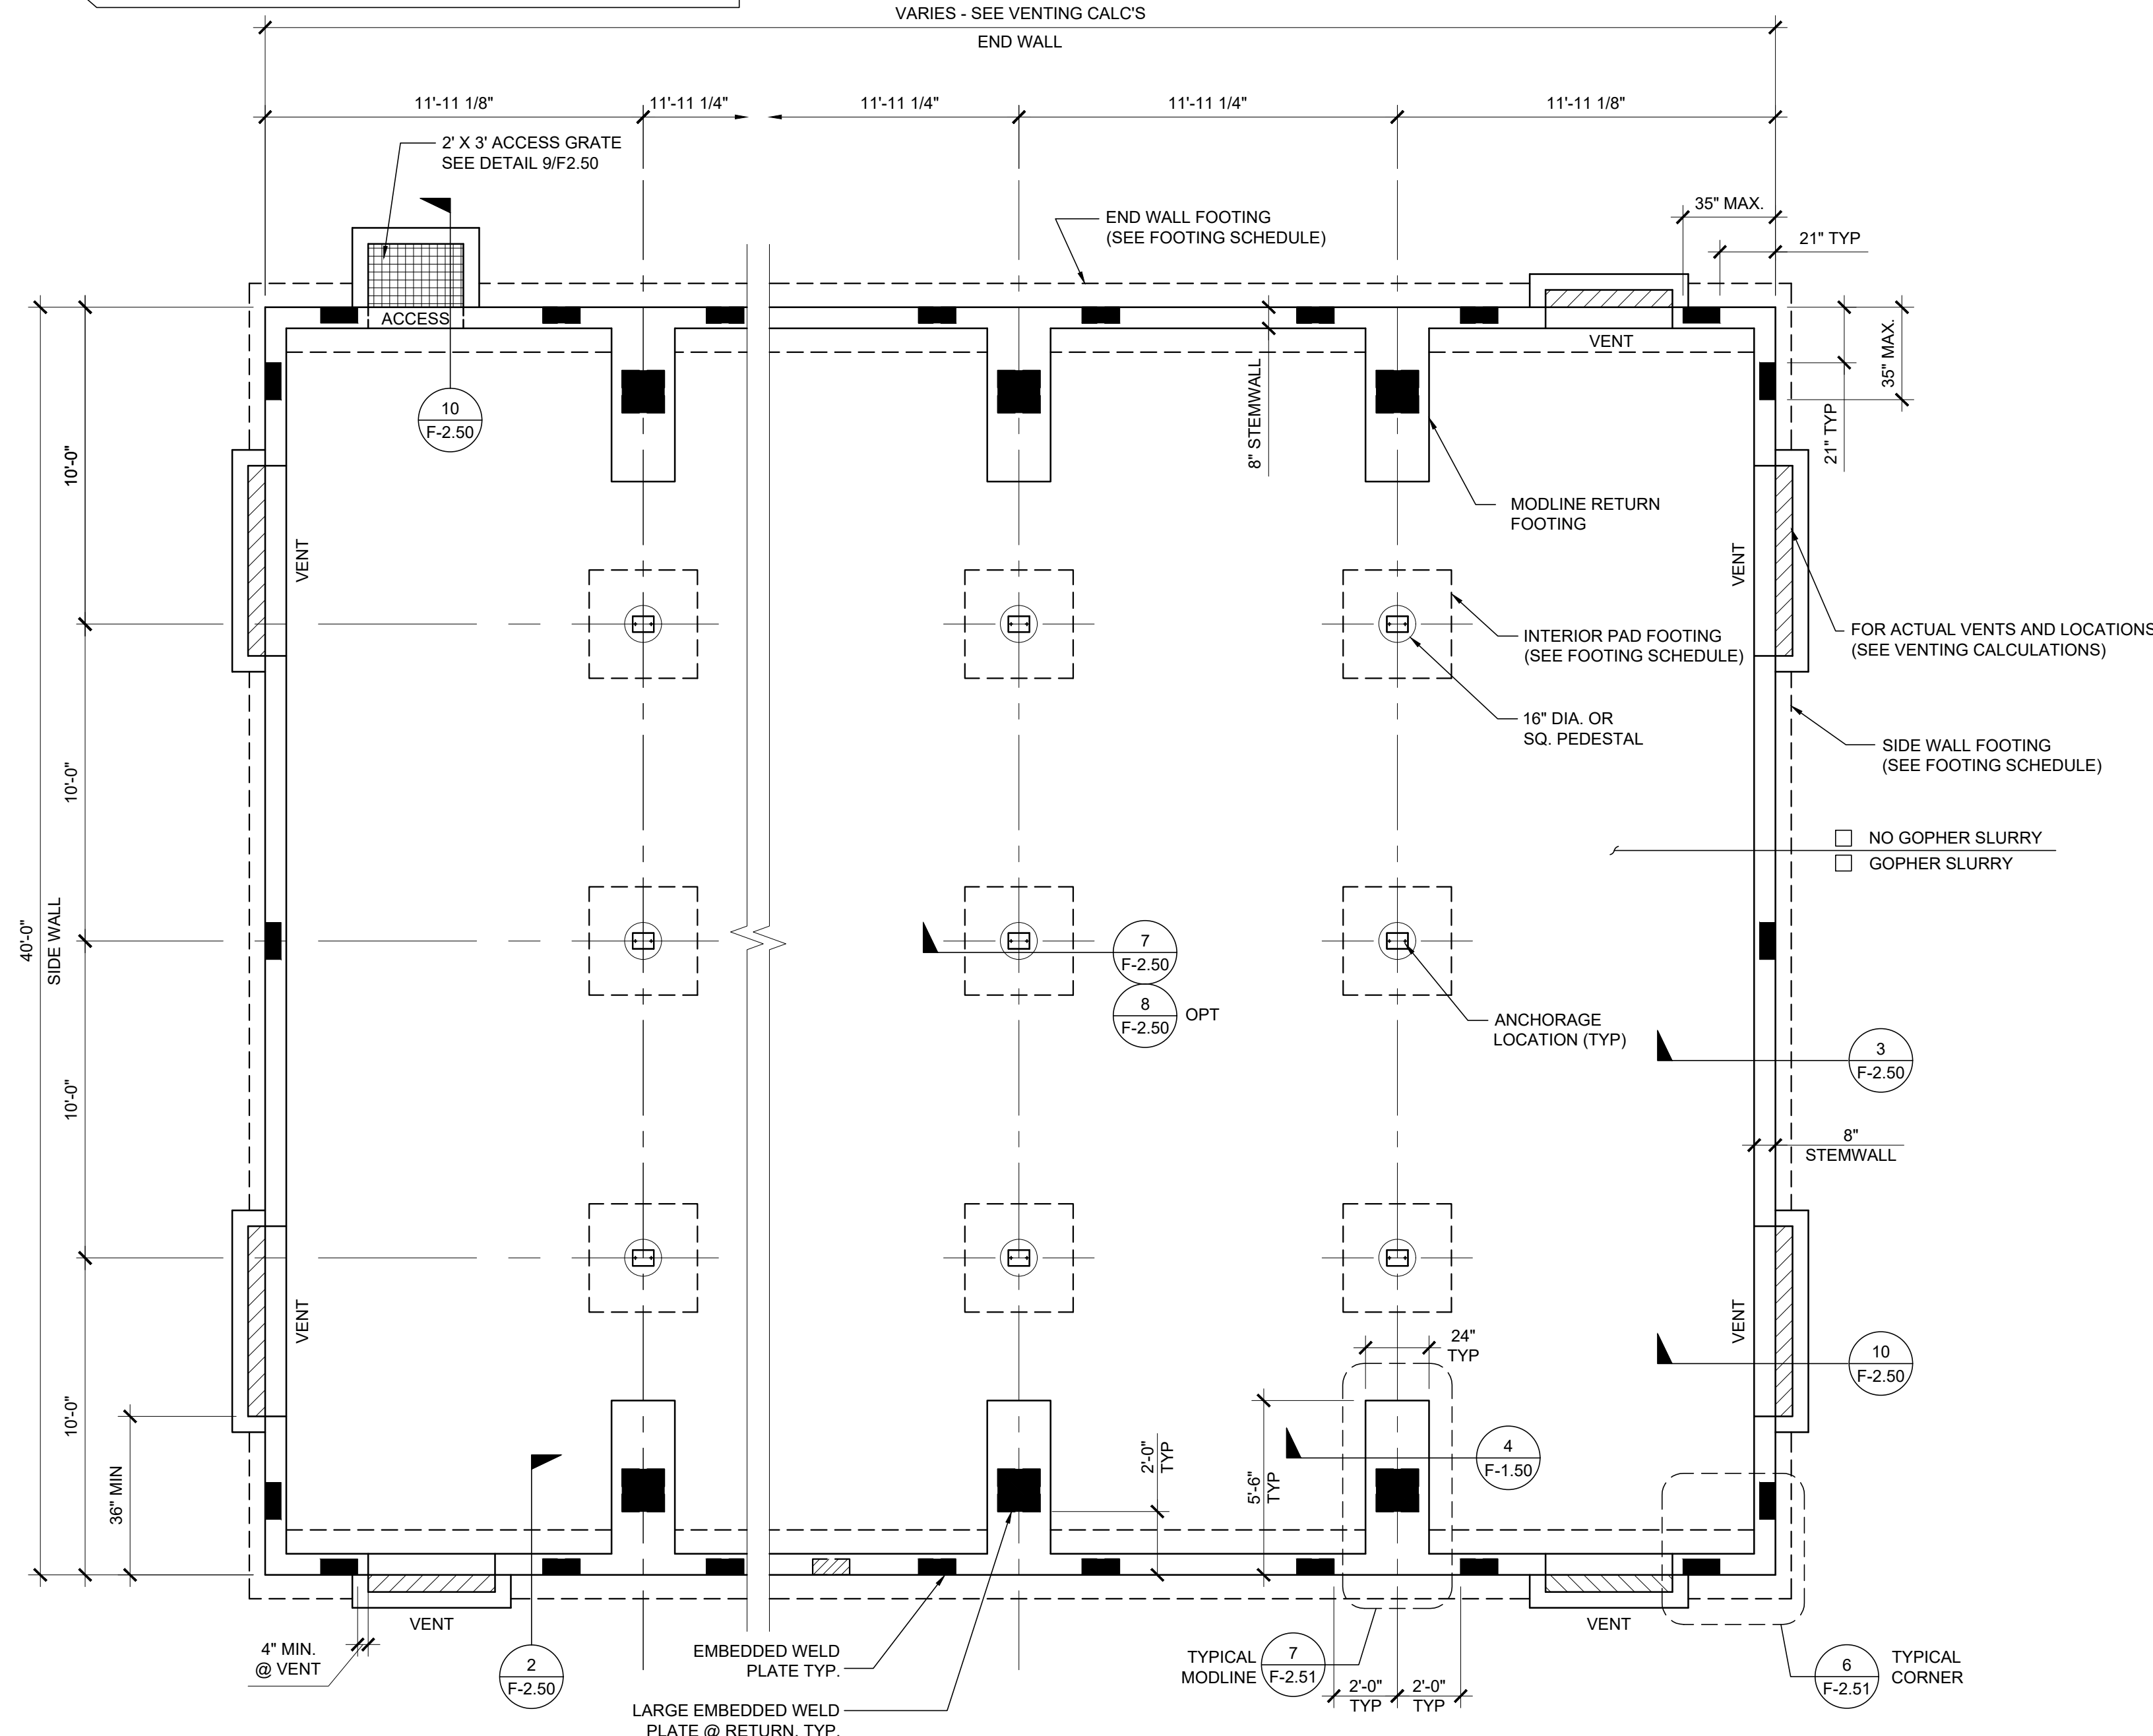 VARIES - SEE VENTING CALC'S
END WALL
11'-11 1/8"
11'-11 1/4"
11'-11 1/4"
11'-11 1/4"
11'-11 1/8"
2' X 3' ACCESS GRATE
SEE DETAIL 9/F2.50
END WALL FOOTING
(SEE FOOTING SCHEDULE)
35" MAX.
21" TYP
ACCESS
VENT
10
F-2.50
8" STEMWALL
35" MAX.
21" TYP
10'-0"
MODLINE RETURN
FOOTING
VENT
VENT
INTERIOR PAD FOOTING
(SEE FOOTING SCHEDULE)
FOR ACTUAL VENTS AND LOCATIONS
(SEE VENTING CALCULATIONS)
16" DIA. OR
SQ. PEDESTAL
SIDE WALL FOOTING
(SEE FOOTING SCHEDULE)
10'-0"
NO GOPHER SLURRY
GOPHER SLURRY
40'-0"
SIDE WALL
7
F-2.50
8
F-2.50
OPT
ANCHORAGE
LOCATION (TYP)
3
F-2.50
10'-0"
8"
STEMWALL
VENT
VENT
24"
TYP
10
F-2.50
10'-0"
36" MIN
2'-0"
TYP
5'-6"
TYP
4
F-1.50
VENT
VENT
4" MIN.
@ VENT
2
F-2.50
EMBEDDED WELD
PLATE TYP.
TYPICAL
MODLINE
7
F-2.51
2'-0"
TYP
2'-0"
TYP
6
F-2.51
TYPICAL
CORNER
LARGE EMBEDDED WELD
PLATE @ RETURN, TYP.